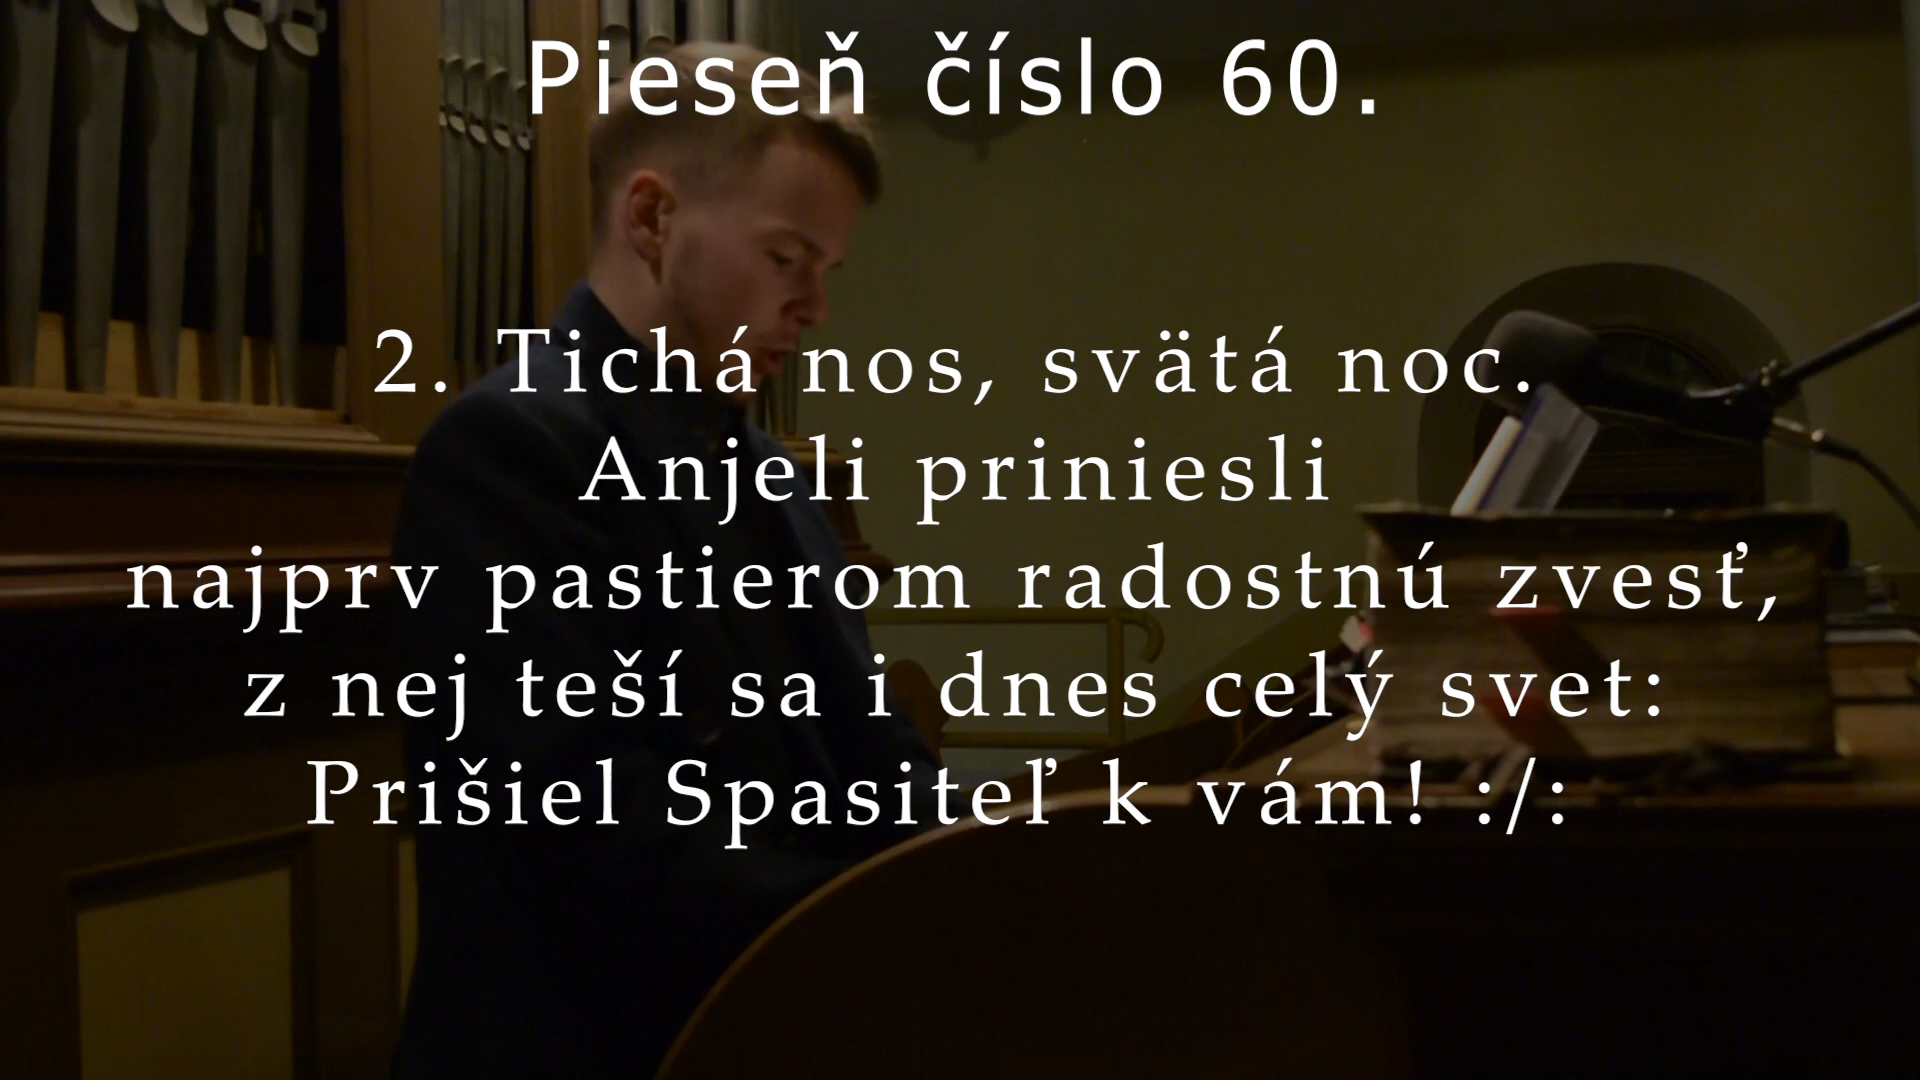 Pieseň číslo 60.
2. Tichá nos, svätá noc.
Anjeli priniesli
najprv pastierom radostnú zvesť,
z nej teší sa i dnes celý svet:
Prišiel Spasiteľ k vám! :/: